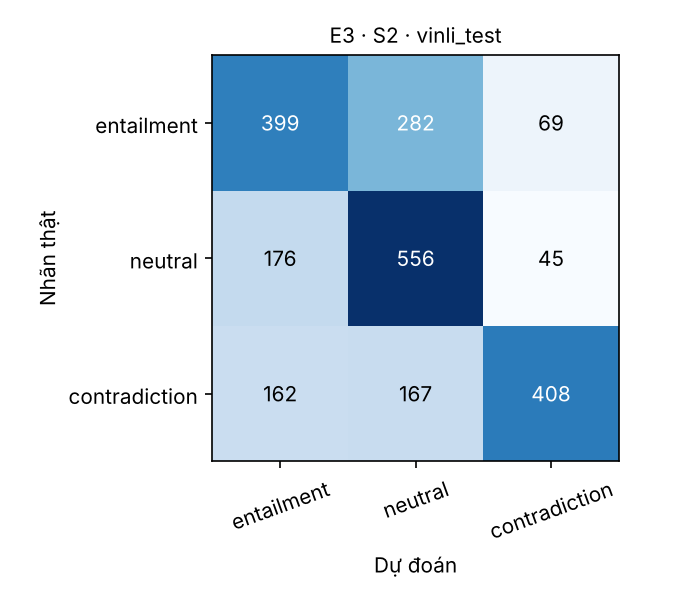 E3 · S2 · vinli_test
entailment 399 282 69
Nhãn thật
neutral 176 556 45
contradiction 162 167 408
entailment neutral contradiction
Dự đoán